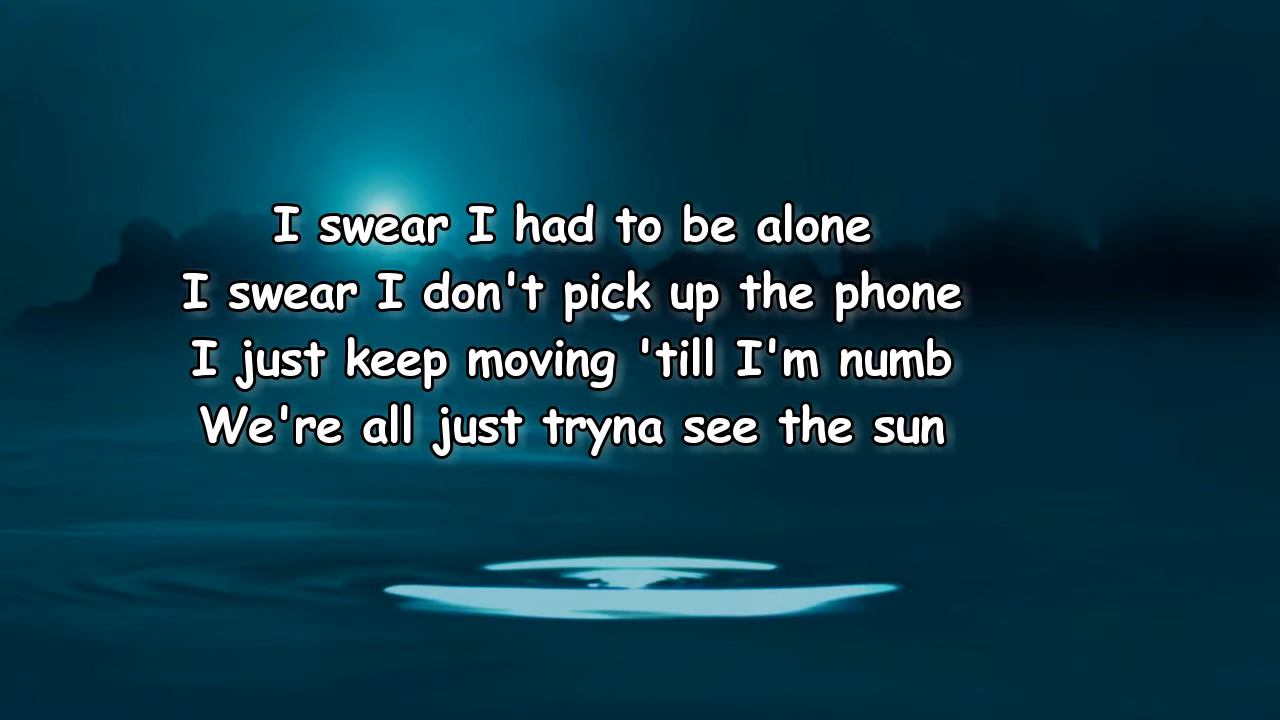 I swear I had to be alone
I swear I don't pick up the phone
I just keep moving 'till I'm numb
We're all just tryna see the sun